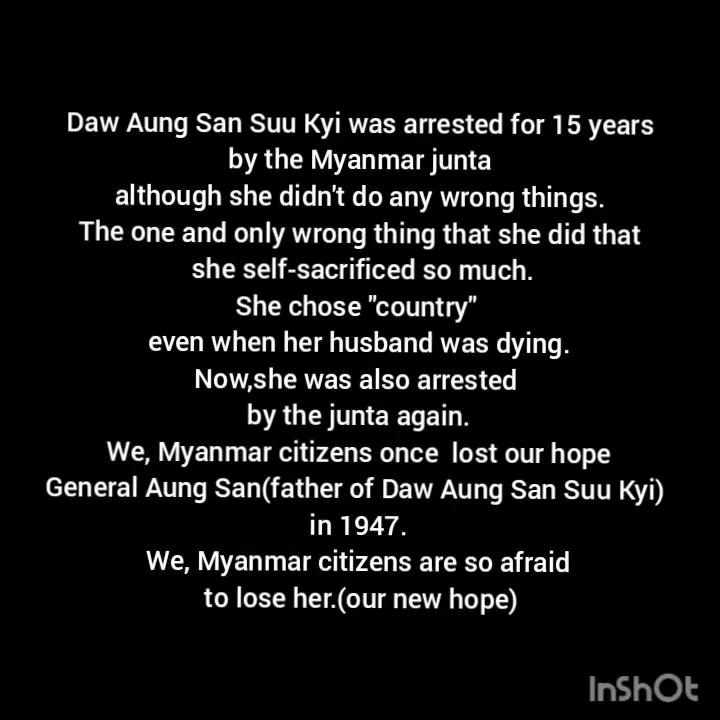 Daw Aung San Suu Kyi was arrested for 15 years
by the Myanmar junta
although she didn't do any wrong things.
The one and only wrong thing that she did that
she self-sacrificed so much.
She chose "country"
even when her husband was dying.
Now,she was also arrested
by the junta again.
We, Myanmar citizens once  lost our hope
General Aung San(father of Daw Aung San Suu Kyi)
in 1947.
We, Myanmar citizens are so afraid
to lose her.(our new hope)
InShOt